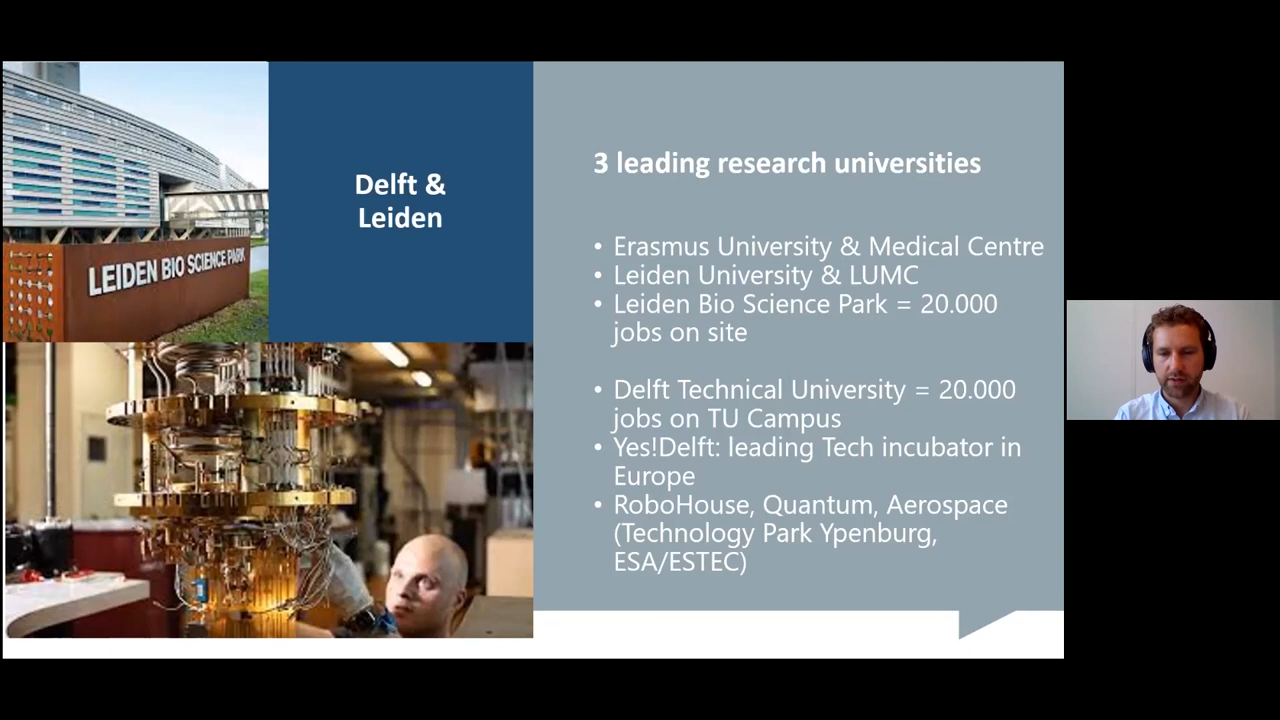 LEIDEN BIO SCIENCE PARK
Delft &
Leiden
3 leading research universities
• Erasmus University & Medical Centre
• Leiden University & LUMC
• Leiden Bio Science Park = 20.000
jobs on site
• Delft Technical University = 20.000
jobs on TU Campus
• Yes!Delft: leading Tech incubator in
Europe
• RoboHouse, Quantum, Aerospace
(Technology Park Ypenburg,
ESA/ESTEC)